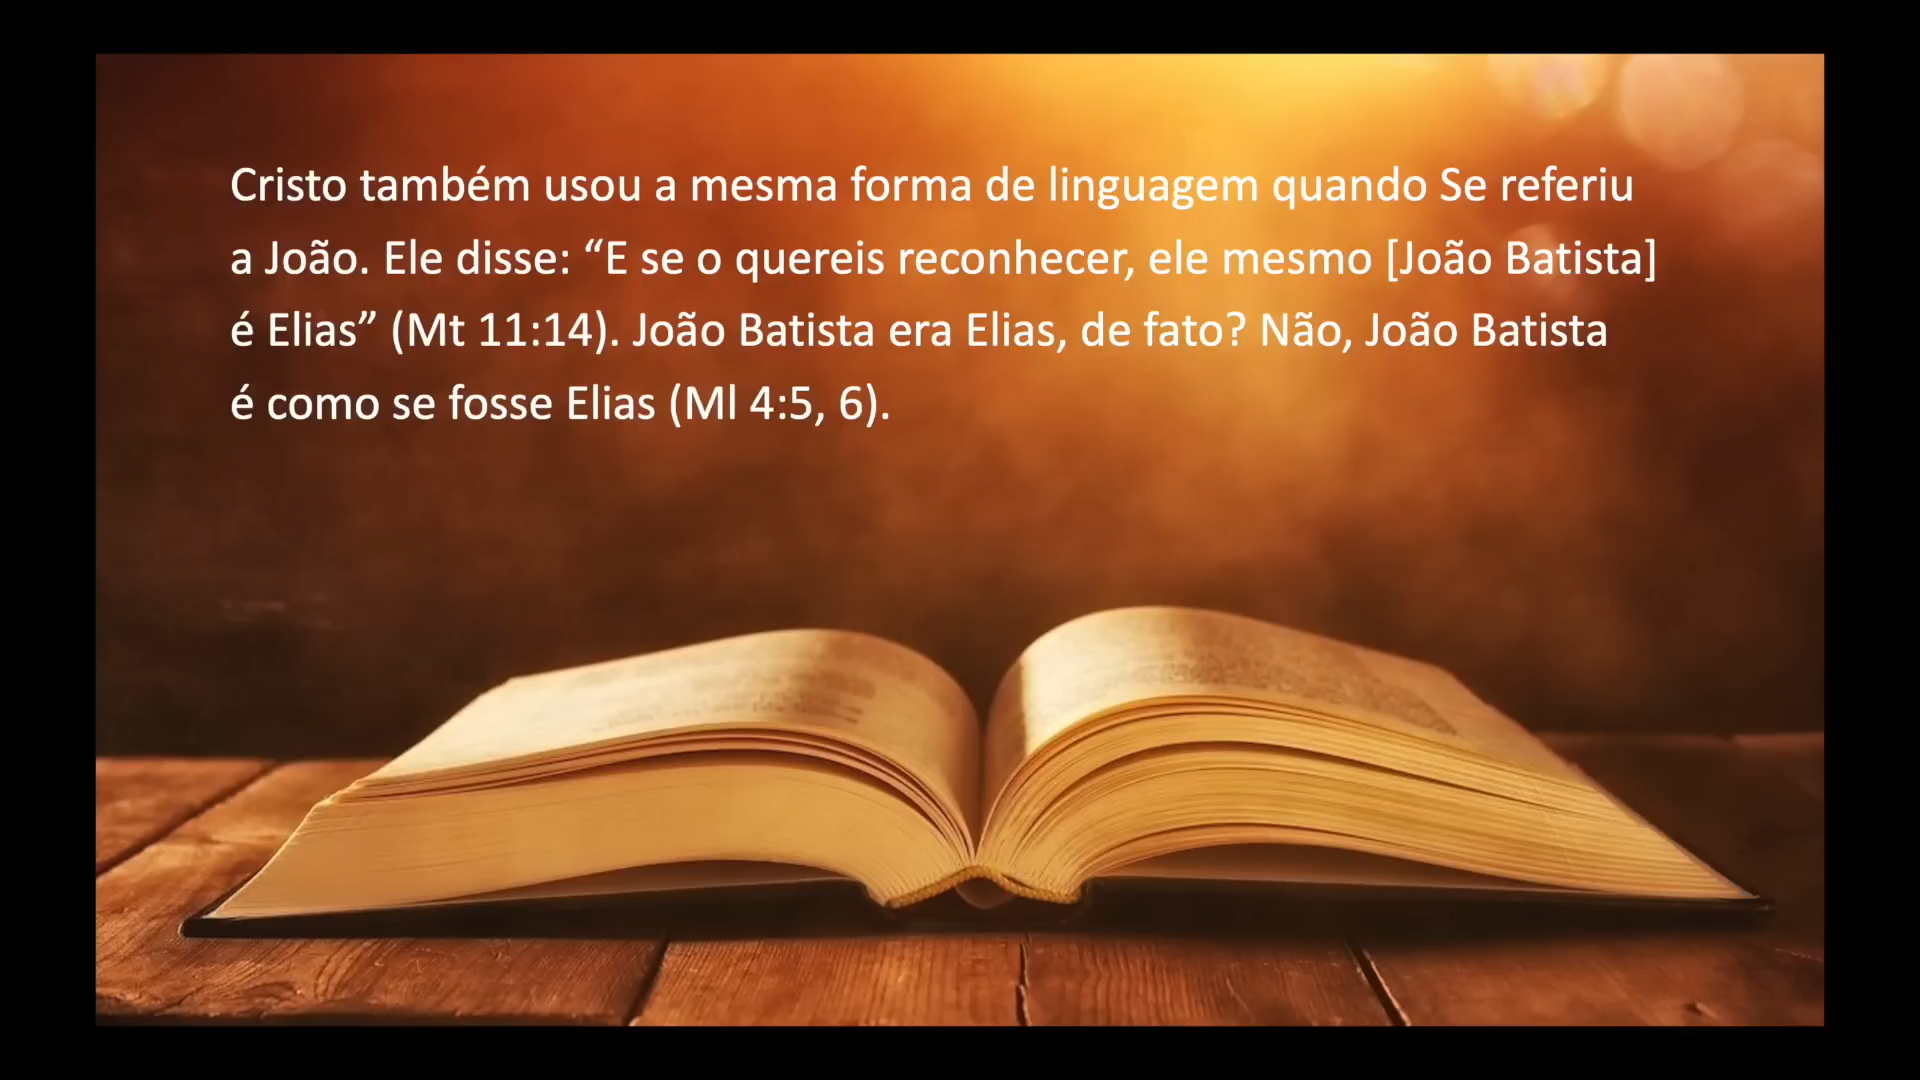 Cristo também usou a mesma forma de linguagem quando Se referiu
a João. Ele disse: “E se o quereis reconhecer, ele mesmo [João Batista]
é Elias” (Mt 11:14). João Batista era Elias, de fato? Não, João Batista
é como se fosse Elias (Ml 4:5, 6).